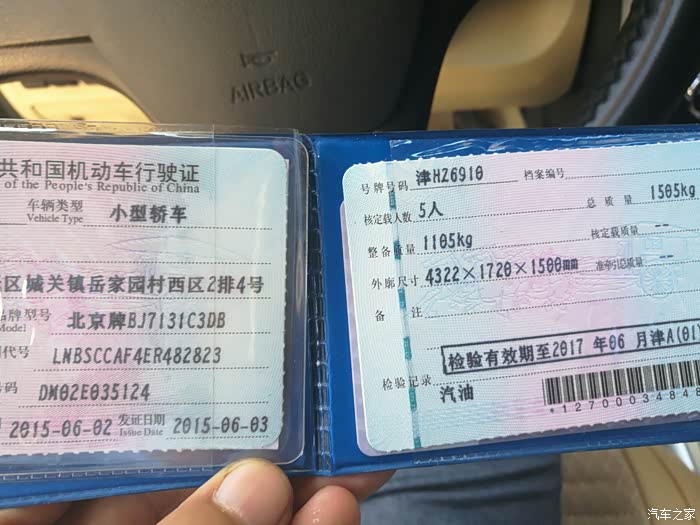 AIRBAG
共和国机动车行驶证
of the People's Republic of China
车辆类型 小型轿车
Vehicle Type
区城关镇岳家园村西区2排4号
品牌型号 北京牌BJ7131C3DB
Model
代号 LNBSCCAF4ER482823
号码 DM02E035124
2015-06-02 发证日期 2015-06-03
Issue Date
号牌号码 津HZ6910 档案编号
核定载人数 5人 总质量 1505kg
整备质量 1105kg 核定载质量 --
外廓尺寸 4322×1720×1500mm 准牵引总质量 --
备注
检验有效期至2017 年06 月津A(01)
检验记录
汽油
*12700034848
汽车之家